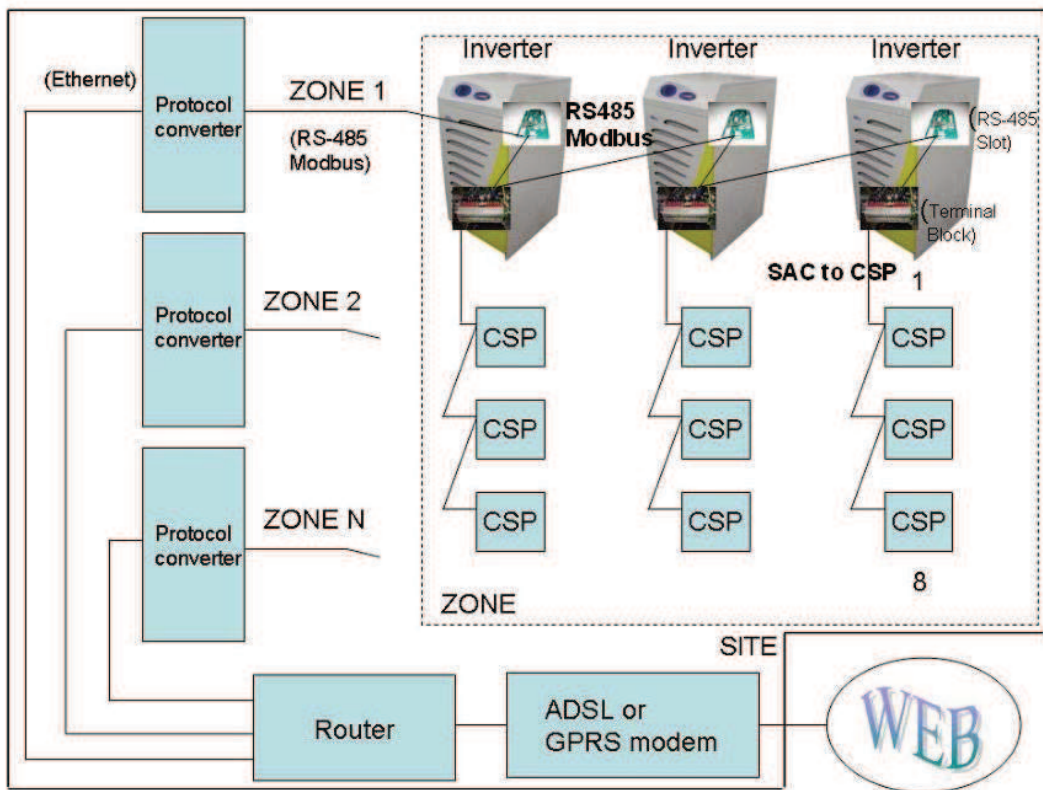 Inverter
Inverter
Inverter
(Ethernet)
Protocol
converter
ZONE 1
(RS-485
Modbus)
RS485
Modbus
(RS-485
Slot)
(Terminal
Block)
SAC to CSP
1
Protocol
converter
ZONE 2
CSP
CSP
CSP
CSP
CSP
CSP
Protocol
converter
ZONE N
CSP
CSP
CSP
8
ZONE
SITE
Router
ADSL or
GPRS modem
WEB